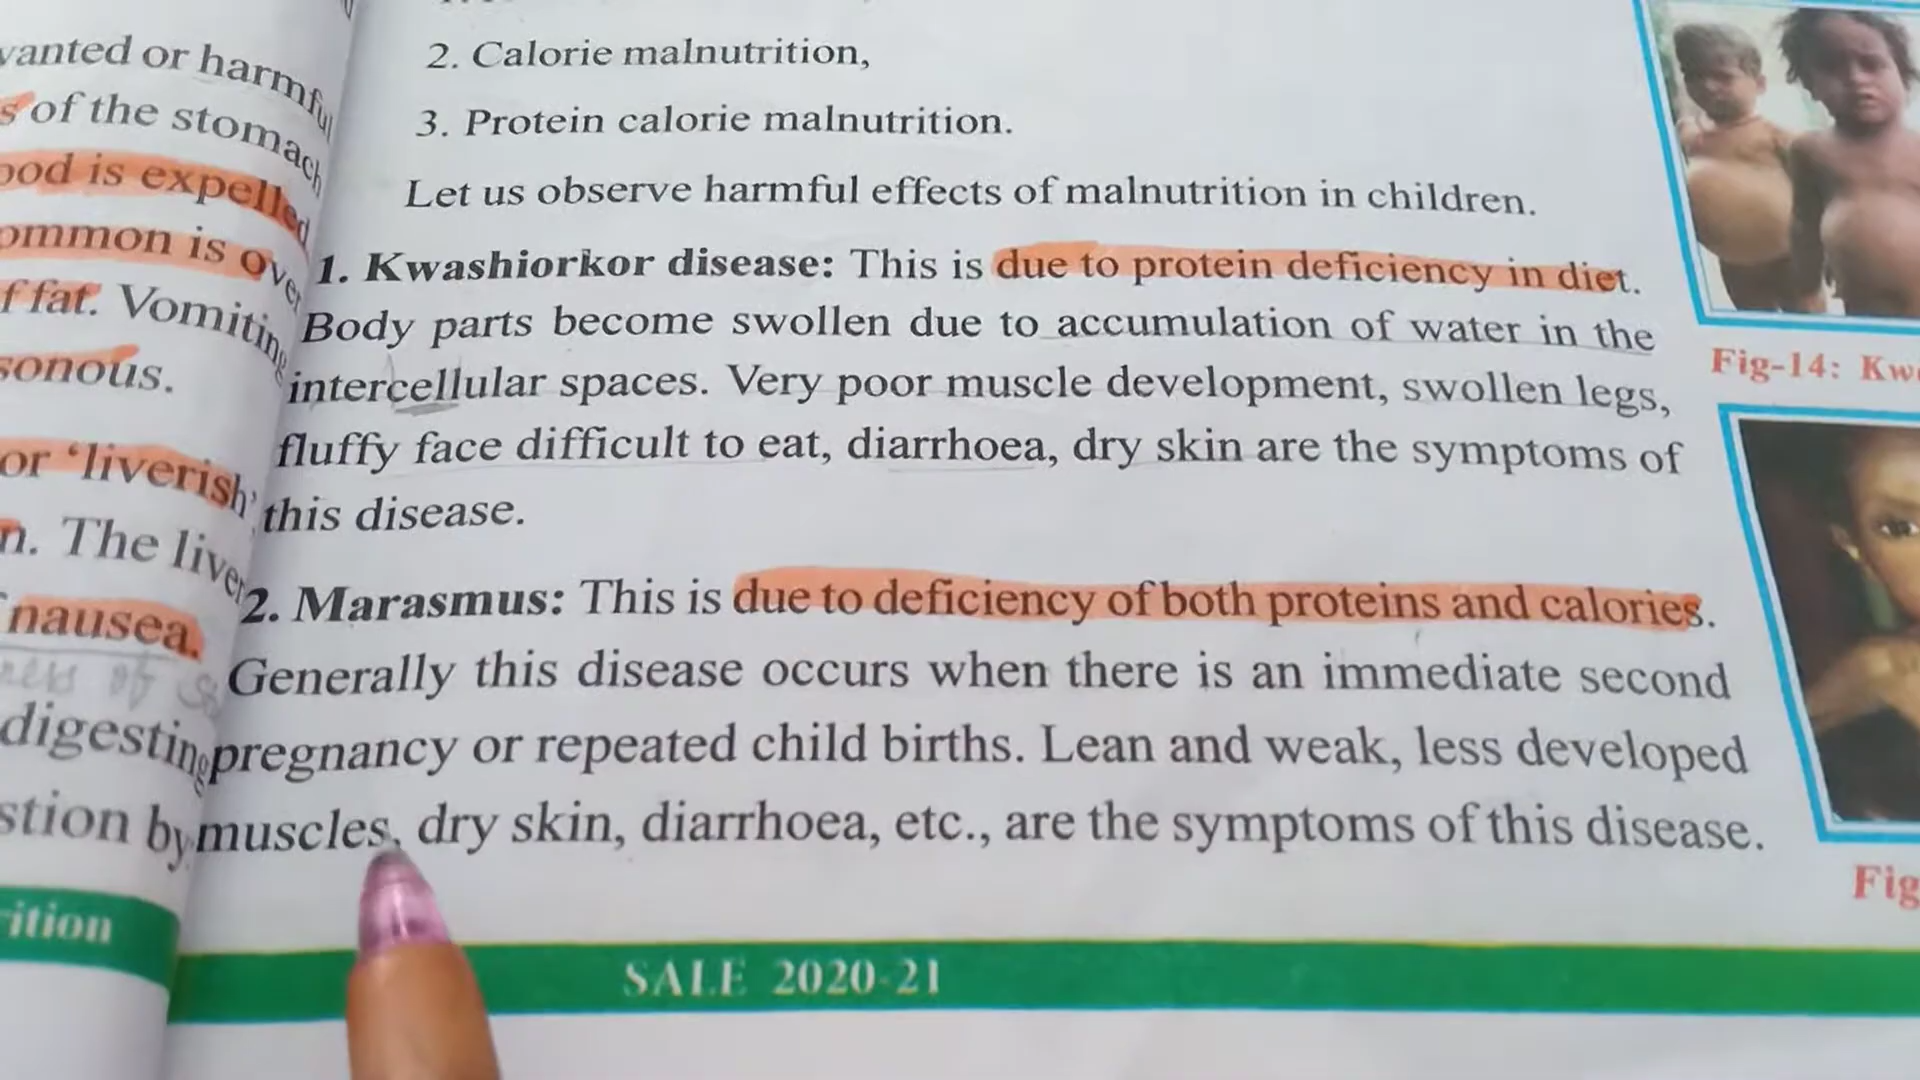 wanted or harmful
s of the stomach
ood is expelled
ommon is over
f fat. Vomiting
sonous.
or ‘liverish’
n. The liver
nausea.
digesting
stion by
rition
2. Calorie malnutrition,
3. Protein calorie malnutrition.
Let us observe harmful effects of malnutrition in children.
1. Kwashiorkor disease: This is due to protein deficiency in diet.
Body parts become swollen due to accumulation of water in the
intercellular spaces. Very poor muscle development, swollen legs,
fluffy face difficult to eat, diarrhoea, dry skin are the symptoms of
this disease.
2. Marasmus: This is due to deficiency of both proteins and calories.
Generally this disease occurs when there is an immediate second
pregnancy or repeated child births. Lean and weak, less developed
muscles, dry skin, diarrhoea, etc., are the symptoms of this disease.
SALE 2020-21
Fig-14: Kw
Fig